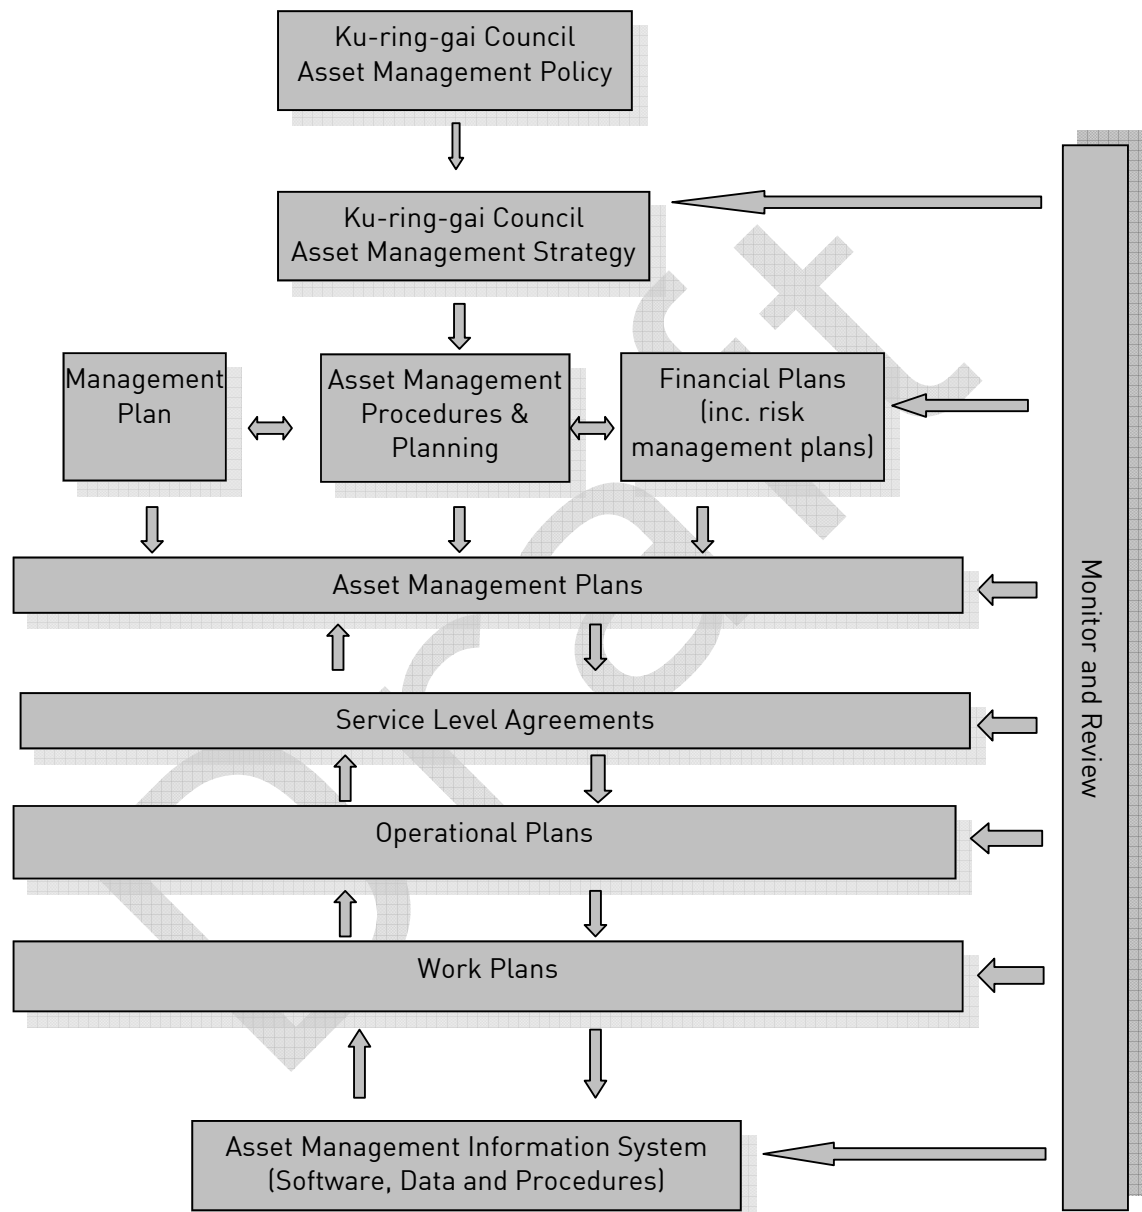 Ku-ring-gai Council
Asset Management Policy
Ku-ring-gai Council
Asset Management Strategy
Management
Plan
Asset Management
Procedures &
Planning
Financial Plans
(inc. risk
management plans)
Asset Management Plans
Service Level Agreements
Operational Plans
Work Plans
Asset Management Information System
(Software, Data and Procedures)
Monitor and Review
Draft